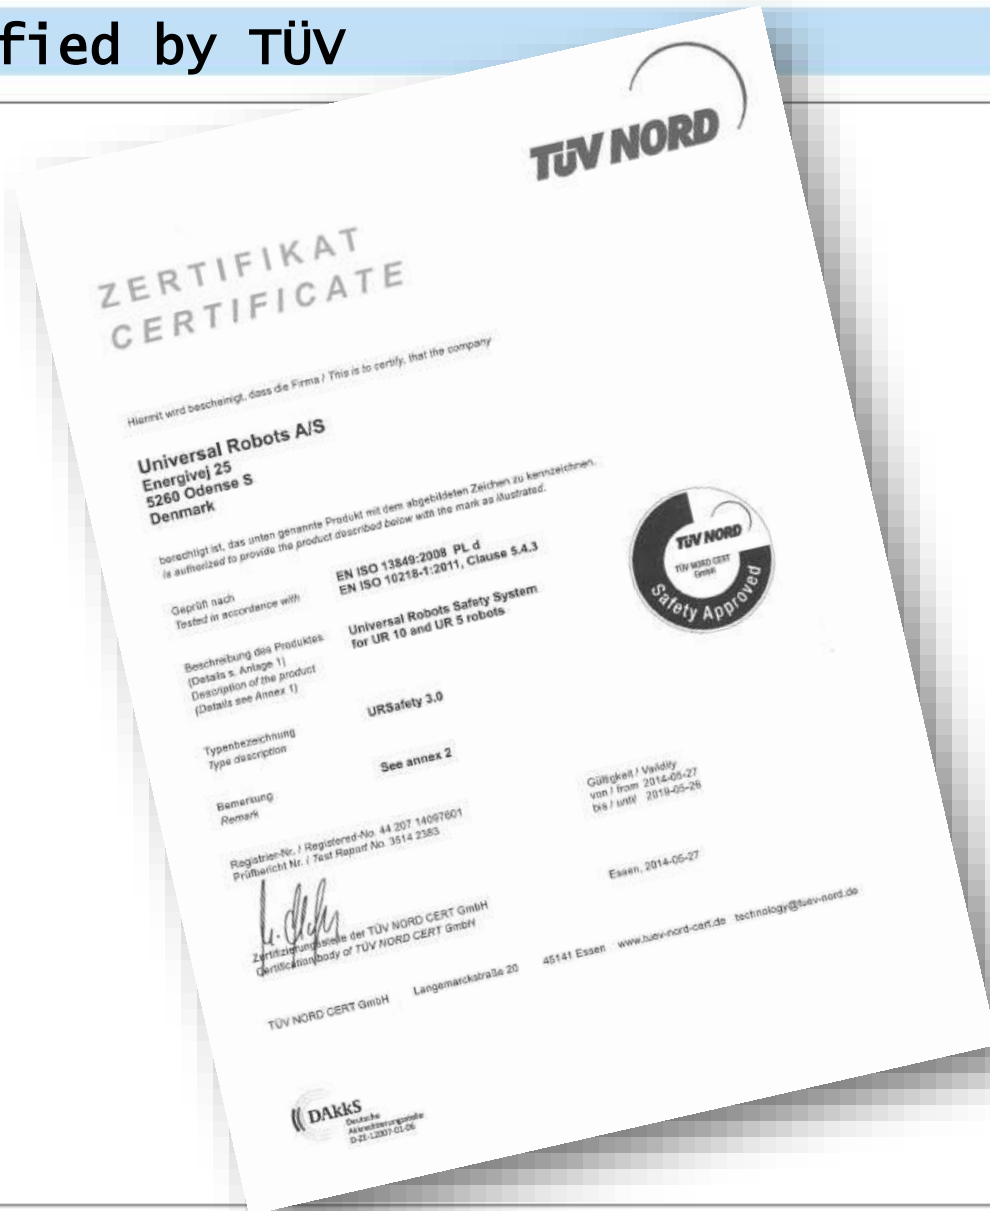 fied by TÜV
TÜV NORD
ZERTIFIKAT
CERTIFICATE
Hiermit wird bescheinigt, dass die Firma / This is to certify, that the company
Universal Robots A/S
Energivej 25
5260 Odense S
Denmark
berechtigt ist, das unten genannte Produkt mit dem abgebildeten Zeichen zu kennzeichnen.
is authorized to provide the product described below with the mark as illustrated.
Geprüft nach
Tested in accordance with
EN ISO 13849:2008 PL d
EN ISO 10218-1:2011, Clause 5.4.3
TÜV NORD
TÜV NORD CERT
GmbH
Safety Approved
Beschreibung des Produktes
(Details s. Anlage 1)
Description of the product
(Details see Annex 1)
Universal Robots Safety System
for UR 10 and UR 5 robots
Typenbezeichnung
Type description
URSafety 3.0
Bemerkung
Remark
See annex 2
Registrier-Nr. / Registered-No. 44 207 14097601
Prüfbericht Nr. / Test Report No. 3514 2383
Gültigkeit / Validity
von / from 2014-05-27
bis / until 2019-05-26
Zertifizierungsstelle der TÜV NORD CERT GmbH
Certification body of TÜV NORD CERT GmbH
Essen, 2014-05-27
TÜV NORD CERT GmbH Langemarckstraße 20 45141 Essen www.tuev-nord-cert.de technology@tuev-nord.de
DAkkS
Deutsche
Akkreditierungsstelle
D-ZE-12007-01-06